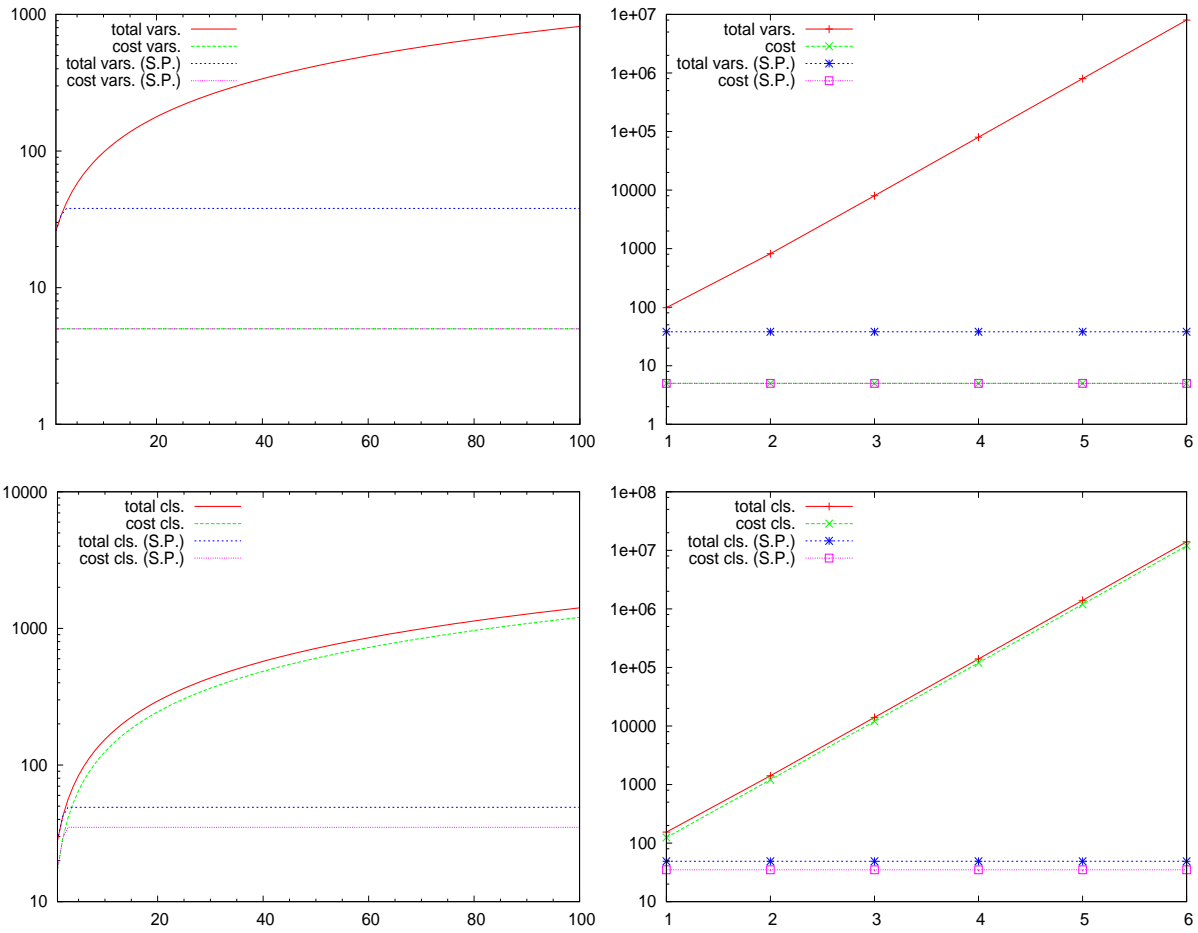 1000
100
10
1
20
40
60
80
100
total vars.
cost vars.
total vars. (S.P.)
cost vars. (S.P.)
1e+07
1e+06
1e+05
10000
1000
100
10
1
1
2
3
4
5
6
total vars.
cost
total vars. (S.P.)
cost (S.P.)
10000
1000
100
10
20
40
60
80
100
total cls.
cost cls.
total cls. (S.P.)
cost cls. (S.P.)
1e+08
1e+07
1e+06
1e+05
10000
1000
100
10
1
2
3
4
5
6
total cls.
cost cls.
total cls. (S.P.)
cost cls. (S.P.)